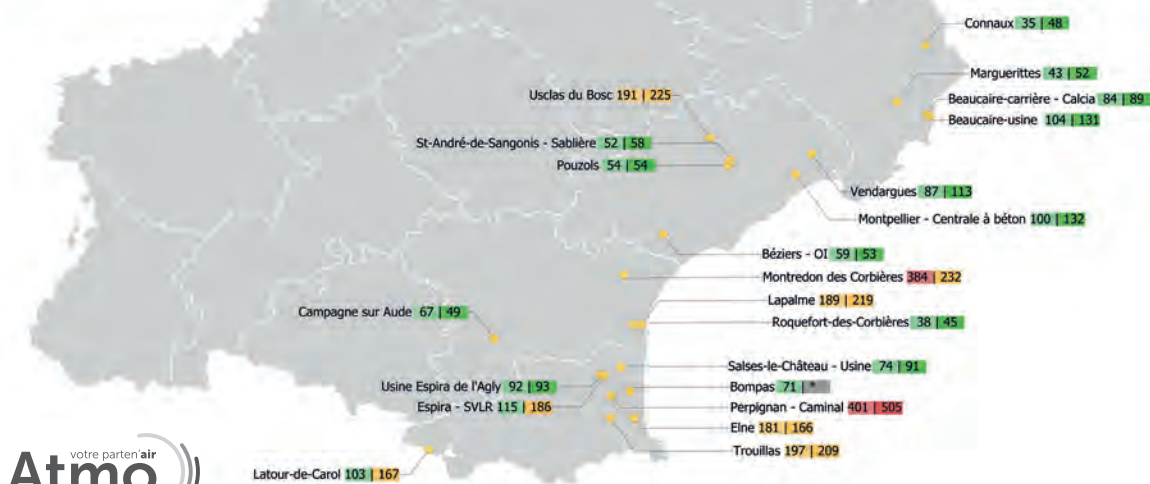 Connaux 35 | 48
Marguerittes 43 | 52
Usclas du Bosc 191 | 225
Beaucaire-carrière - Calcia 84 | 89
Beaucaire-usine 104 | 131
St-André-de-Sangonis - Sablière 52 | 58
Pouzols 54 | 54
Vendargues 87 | 113
Montpellier - Centrale à béton 100 | 132
Béziers - OI 59 | 53
Montredon des Corbières 384 | 232
Lapalme 189 | 219
Campagne sur Aude 67 | 49
Roquefort-des-Corbières 38 | 45
Salses-le-Château - Usine 74 | 91
Usine Espira de l'Agly 92 | 93
Bompas 71 | *
Espira - SVLR 115 | 186
Perpignan - Caminal 401 | 505
Elne 181 | 166
Trouillas 197 | 209
votre parten'air
Atmo
Latour-de-Carol 103 | 167